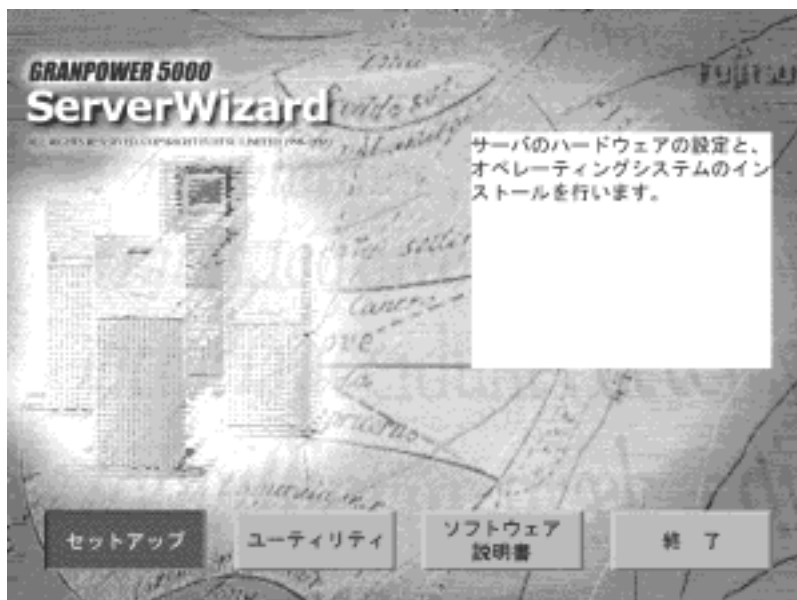 GRANPOWER 5000
ServerWizard
FUJITSU
サーバのハードウェアの設定と、
オペレーティングシステムのイン
ストールを行います。
セットアップ
ユーティリティ
ソフトウェア
説明書
終 了